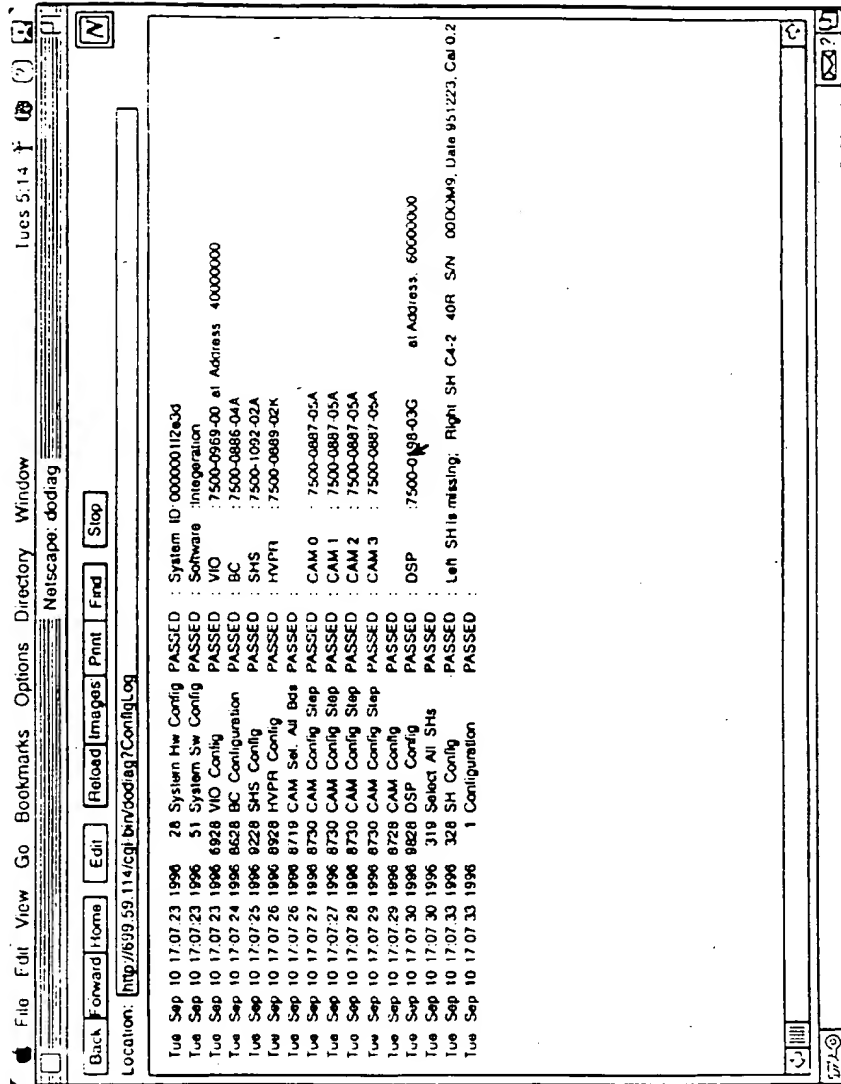 File Edit View Go Bookmarks Options Directory Window Tues 5:14
Netscape: dodiag
Back Forward Home Edit Reload Images Print Find Stop
N
Location: http://699.59.114/cgi-bin/dodiag?ConfigLog
Tue Sep 10 17:07:23 1996 28 System Hw Config PASSED : System ID:000000112e3d
Tue Sep 10 17:07:23 1996 51 System Sw Config PASSED : Software :Integeration
Tue Sep 10 17:07:23 1996 6928 VIO Config PASSED : VIO : 7500-0969-00 at Address 40000000
Tue Sep 10 17:07:24 1996 8628 BC Configuration PASSED : BC : 7500-0886-04A
Tue Sep 10 17:07:25 1996 9228 SHS Config PASSED : SHS : 7500-1092-02A
Tue Sep 10 17:07:26 1996 8928 HVPR Config PASSED : HVPR : 7500-0889-02K
Tue Sep 10 17:07:26 1996 8719 CAM Sel. All Bds PASSED :
Tue Sep 10 17:07:27 1996 8730 CAM Config Step PASSED : CAM 0 : 7500-0887-05A
Tue Sep 10 17:07:27 1996 8730 CAM Config Step PASSED : CAM 1 : 7500-0887-05A
Tue Sep 10 17:07:28 1996 8730 CAM Config Step PASSED : CAM 2 : 7500-0887-05A
Tue Sep 10 17:07:29 1996 8730 CAM Config Step PASSED : CAM 3 : 7500-0887-05A
Tue Sep 10 17:07:29 1996 8728 CAM Config PASSED :
Tue Sep 10 17:07:30 1996 9828 DSP Config PASSED : DSP at Address. 60000000
Tue Sep 10 17:07:30 1996 319 Select All SHs PASSED :
Tue Sep 10 17:07:33 1996 328 SH Config PASSED : Left SH is missing; Right SH C4-2 40R S/N 00DOM9, Date 951223, Cal 0.2
Tue Sep 10 17:07:33 1996 1 Configuration PASSED :